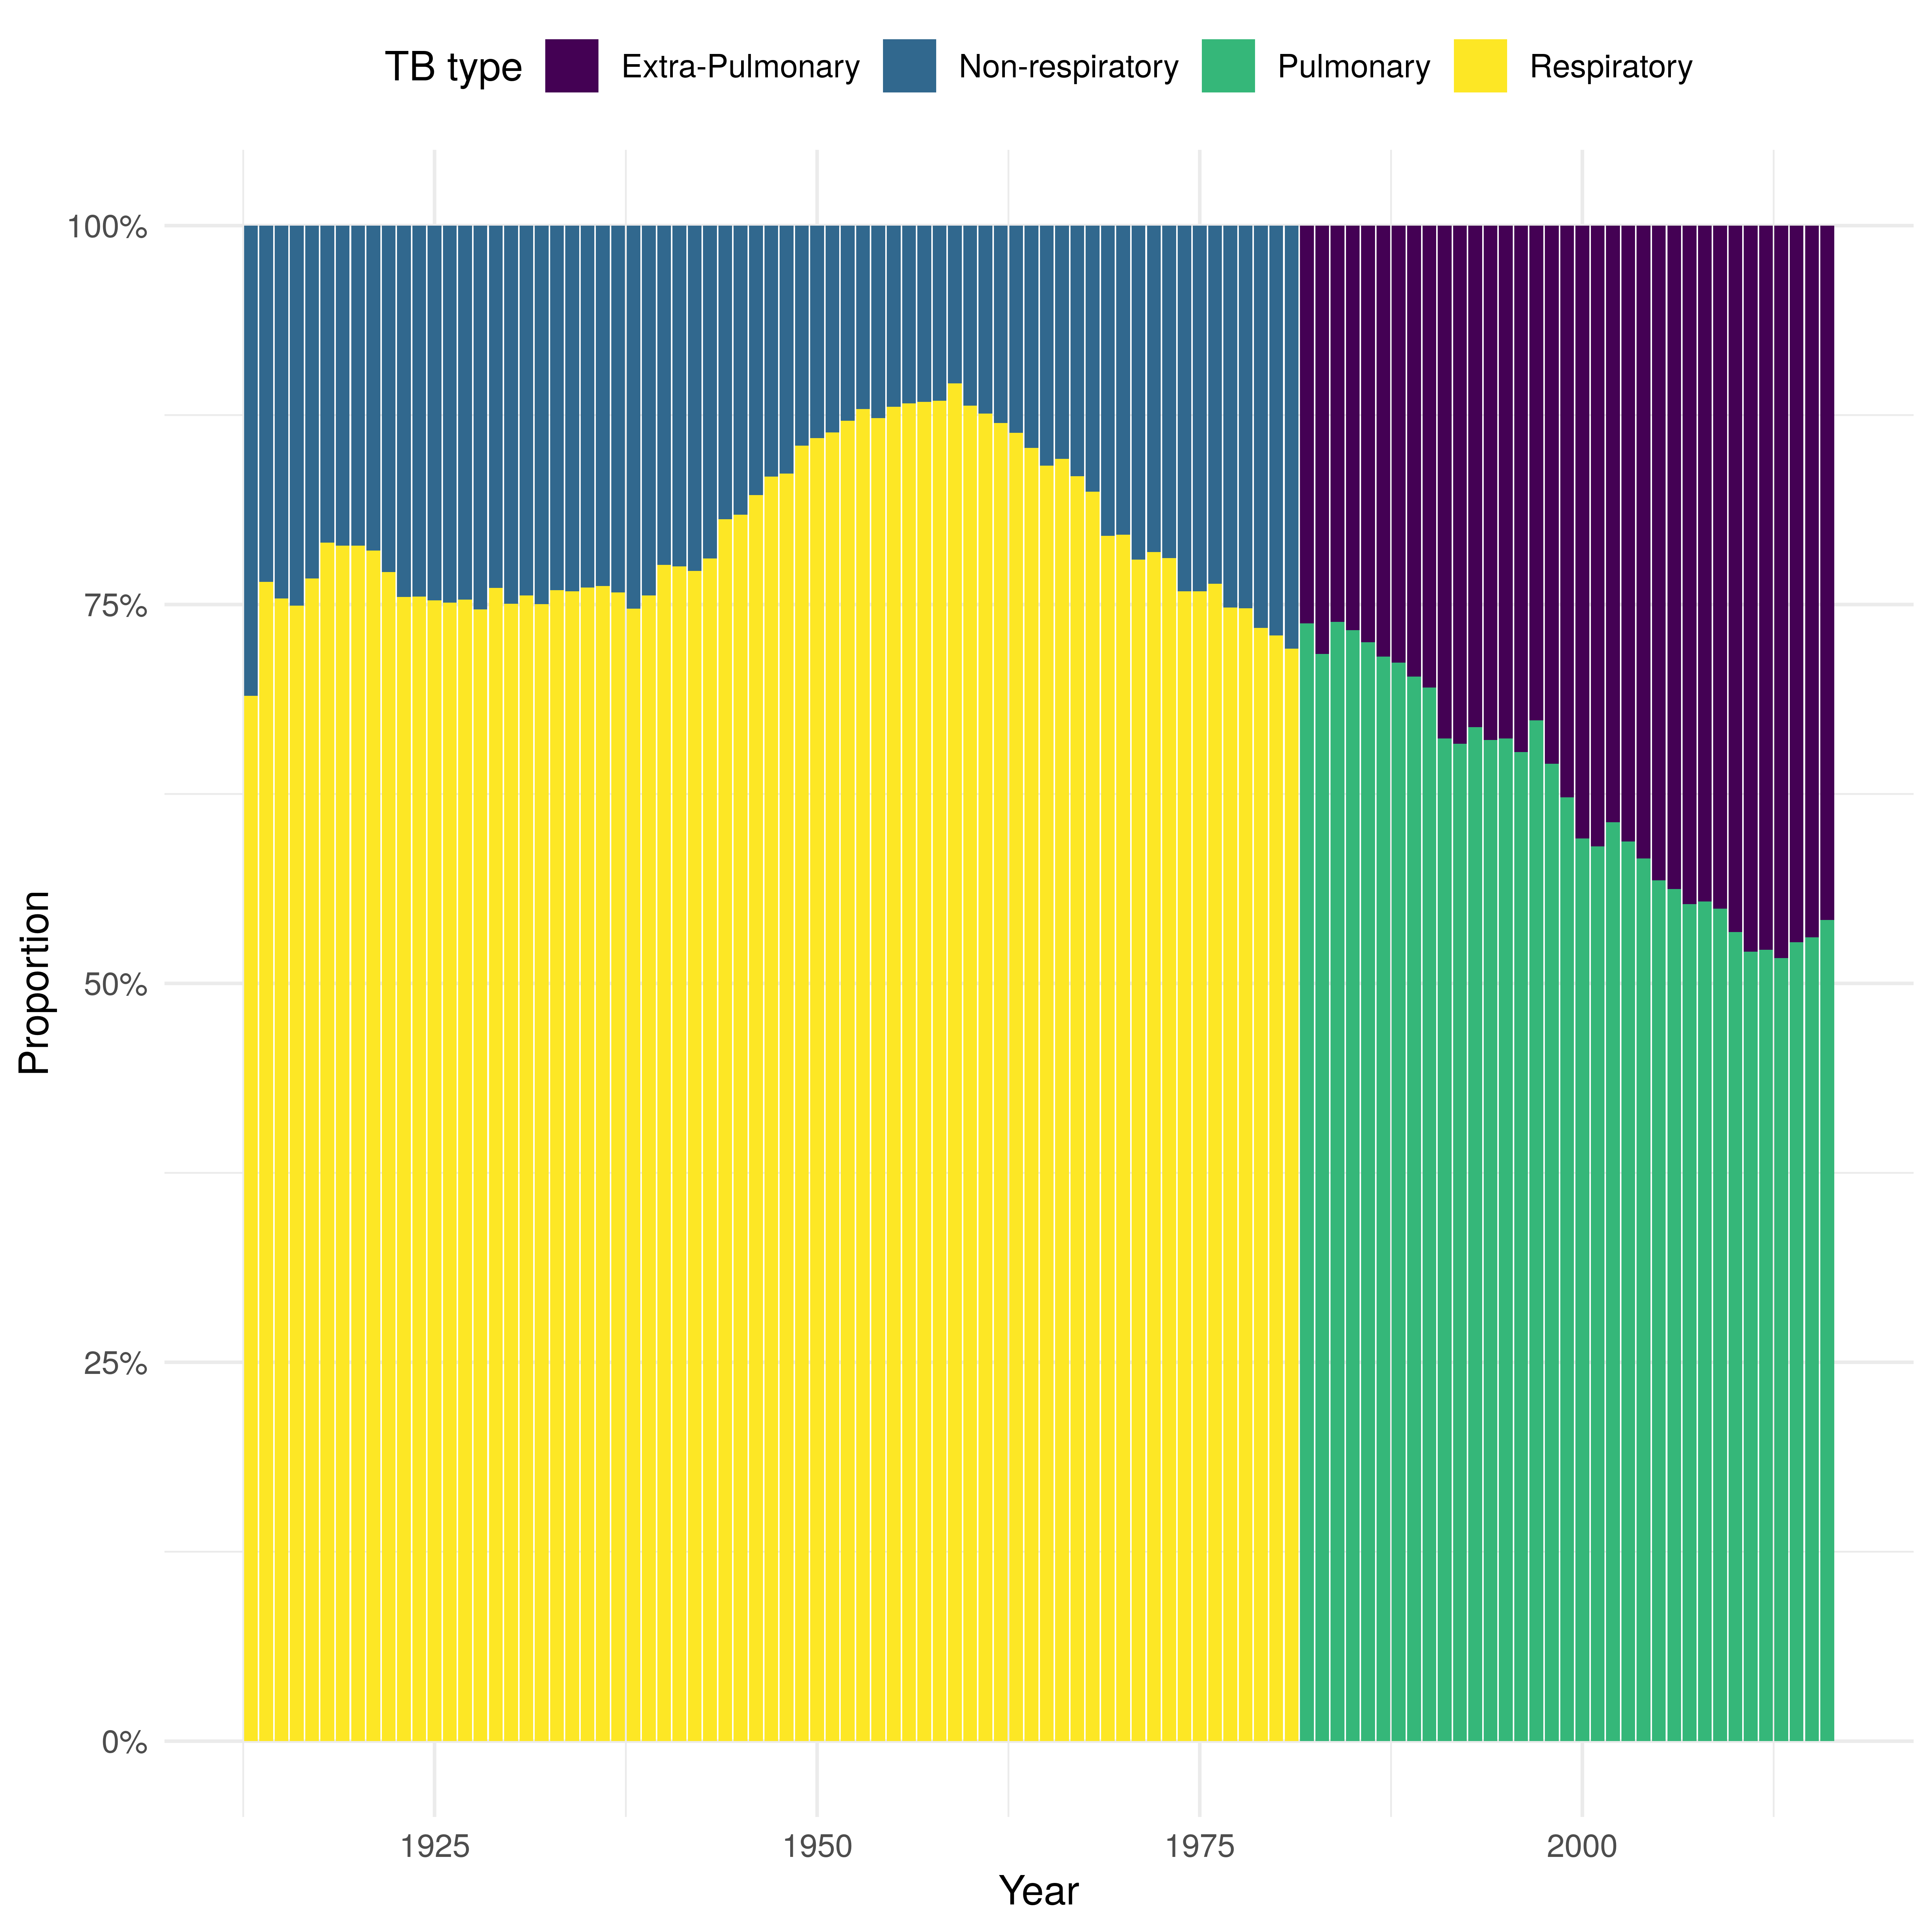 TB type Extra-Pulmonary Non-respiratory Pulmonary Respiratory
100%
75%
50%
25%
0%
Proportion
1925 1950 1975 2000
Year